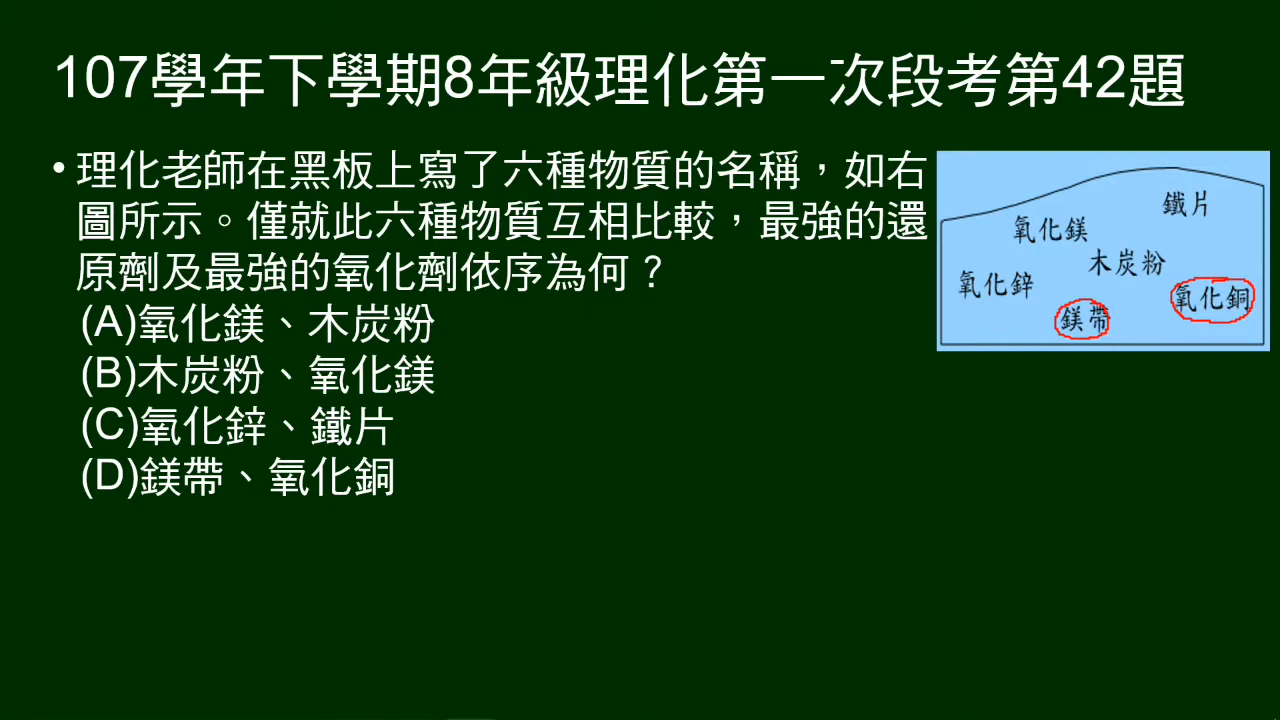 107學年下學期8年級理化第一次段考第42題
•理化老師在黑板上寫了六種物質的名稱，如右
圖所示。僅就此六種物質互相比較，最強的還
原劑及最強的氧化劑依序為何？
(A)氧化鎂、木炭粉
(B)木炭粉、氧化鎂
(C)氧化鋅、鐵片
(D)鎂帶、氧化銅
鐵片
氧化鎂
木炭粉
氧化鋅
氧化銅
鎂帶